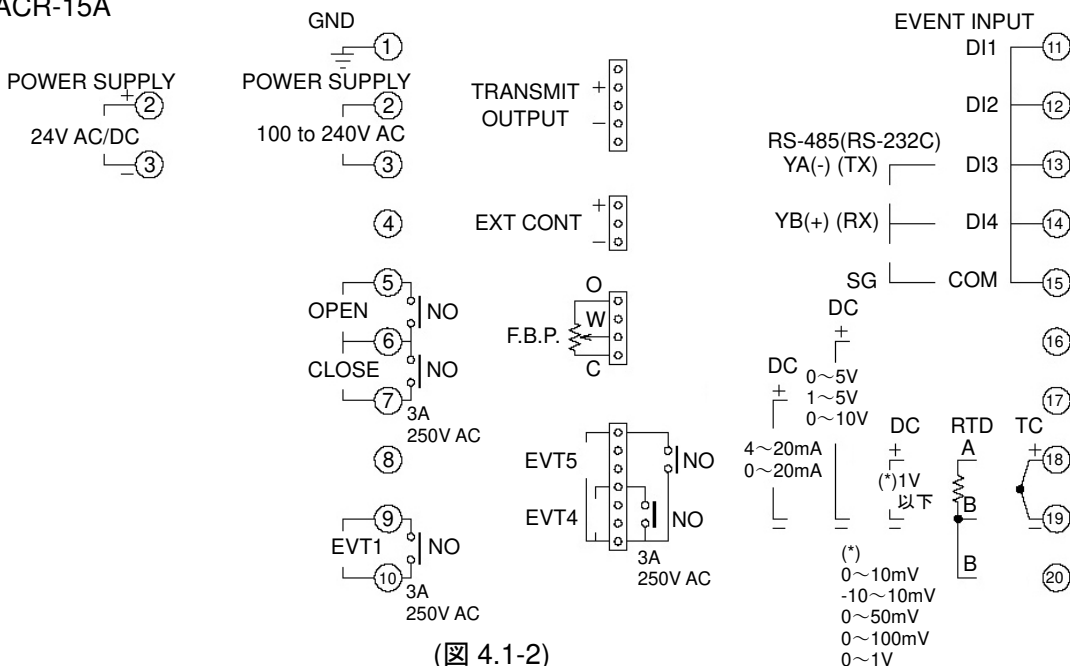 ACR-15A
POWER SUPPLY
+
2
24V AC/DC
3
−
GND
1
POWER SUPPLY
2
100 to 240V AC
3
4
5
OPEN
NO
6
CLOSE
NO
7
3A
250V AC
8
9
EVT1
NO
10
3A
250V AC
TRANSMIT
OUTPUT
+
−
EXT CONT
+
−
O
F.B.P.
W
C
EVT5
NO
EVT4
NO
3A
250V AC
EVENT INPUT
DI1
11
DI2
12
RS-485(RS-232C)
YA(-) (TX)
DI3
13
YB(+) (RX)
DI4
14
SG
COM
15
16
17
18
19
20
DC
+
4～20mA
0～20mA
−
DC
+
0～5V
1～5V
0～10V
−
DC
+
(*)1V
以下
−
RTD
A
B
B
TC
+
−
(*)
0～10mV
-10～10mV
0～50mV
0～100mV
0～1V
(図 4.1-2)